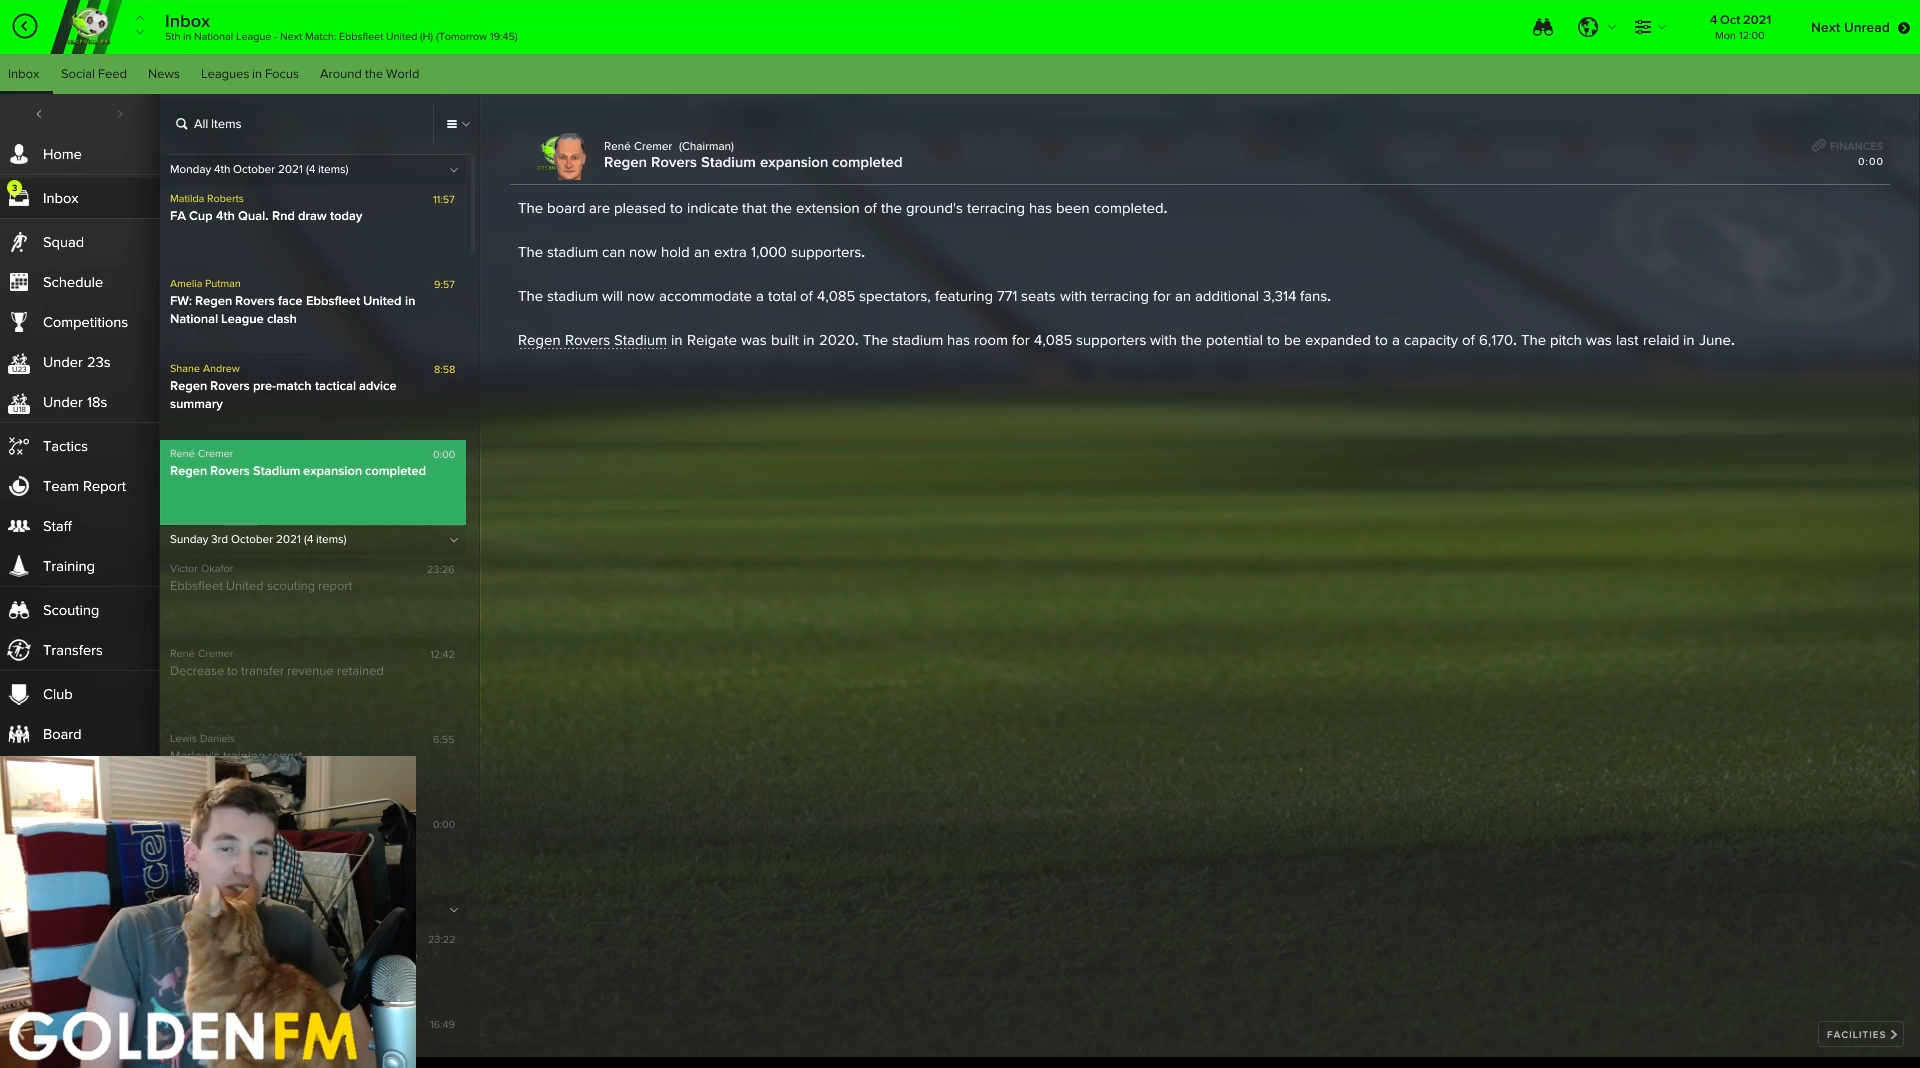 Inbox
5th in National League - Next Match: Ebbsfleet United (H) (Tomorrow 19:45)
4 Oct 2021
Mon 12:00
Next Unread
Inbox
Social Feed
News
Leagues in Focus
Around the World
Home
3
Inbox
Squad
Schedule
Competitions
U23
Under 23s
U18
Under 18s
Tactics
Team Report
Staff
Training
Scouting
Transfers
Club
Board
All Items
Monday 4th October 2021 (4 items)
Matilda Roberts 11:57
FA Cup 4th Qual. Rnd draw today
Amelia Putman 9:57
FW: Regen Rovers face Ebbsfleet United in
National League clash
Shane Andrew 8:58
Regen Rovers pre-match tactical advice
summary
René Cremer 0:00
Regen Rovers Stadium expansion completed
Sunday 3rd October 2021 (4 items)
Victor Okafor 23:26
Ebbsfleet United scouting report
René Cremer 12:42
Decrease to transfer revenue retained
Lewis Daniels 6:55
Marlow's training report
0:00
23:22
16:49
René Cremer (Chairman)
Regen Rovers Stadium expansion completed
FINANCES
0:00
The board are pleased to indicate that the extension of the ground's terracing has been completed.
The stadium can now hold an extra 1,000 supporters.
The stadium will now accommodate a total of 4,085 spectators, featuring 771 seats with terracing for an additional 3,314 fans.
Regen Rovers Stadium in Reigate was built in 2020. The stadium has room for 4,085 supporters with the potential to be expanded to a capacity of 6,170. The pitch was last relaid in June.
FACILITIES
GOLDENFM